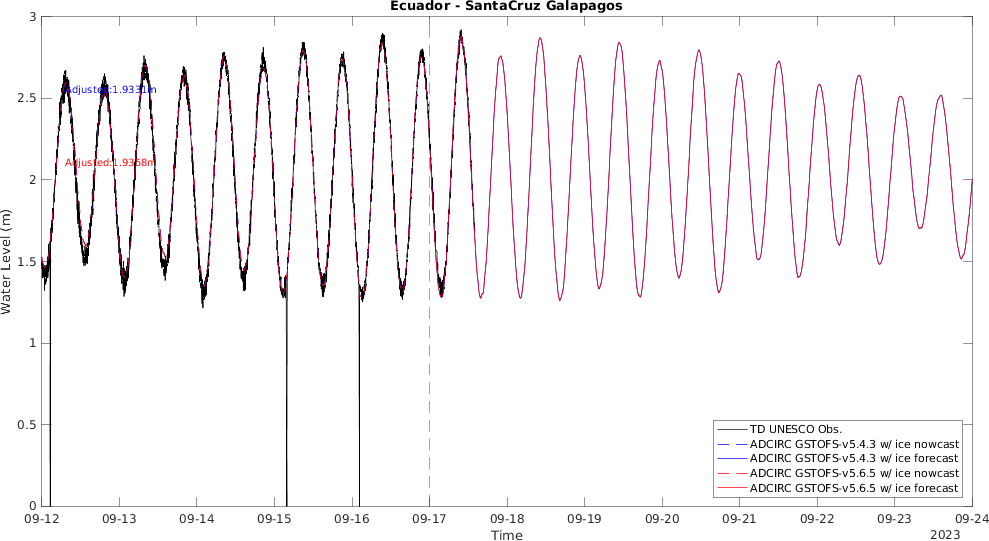 Ecuador - SantaCruz Galapagos
3
2.5
2
1.5
1
0.5
0
Water Level (m)
Adjusted:1.9331m
Adjusted:1.9368m
TD UNESCO Obs.
ADCIRC GSTOFS-v5.4.3 w/ ice nowcast
ADCIRC GSTOFS-v5.4.3 w/ ice forecast
ADCIRC GSTOFS-v5.6.5 w/ ice nowcast
ADCIRC GSTOFS-v5.6.5 w/ ice forecast
09-12 09-13 09-14 09-15 09-16 09-17 09-18 09-19 09-20 09-21 09-22 09-23 09-24
Time
2023